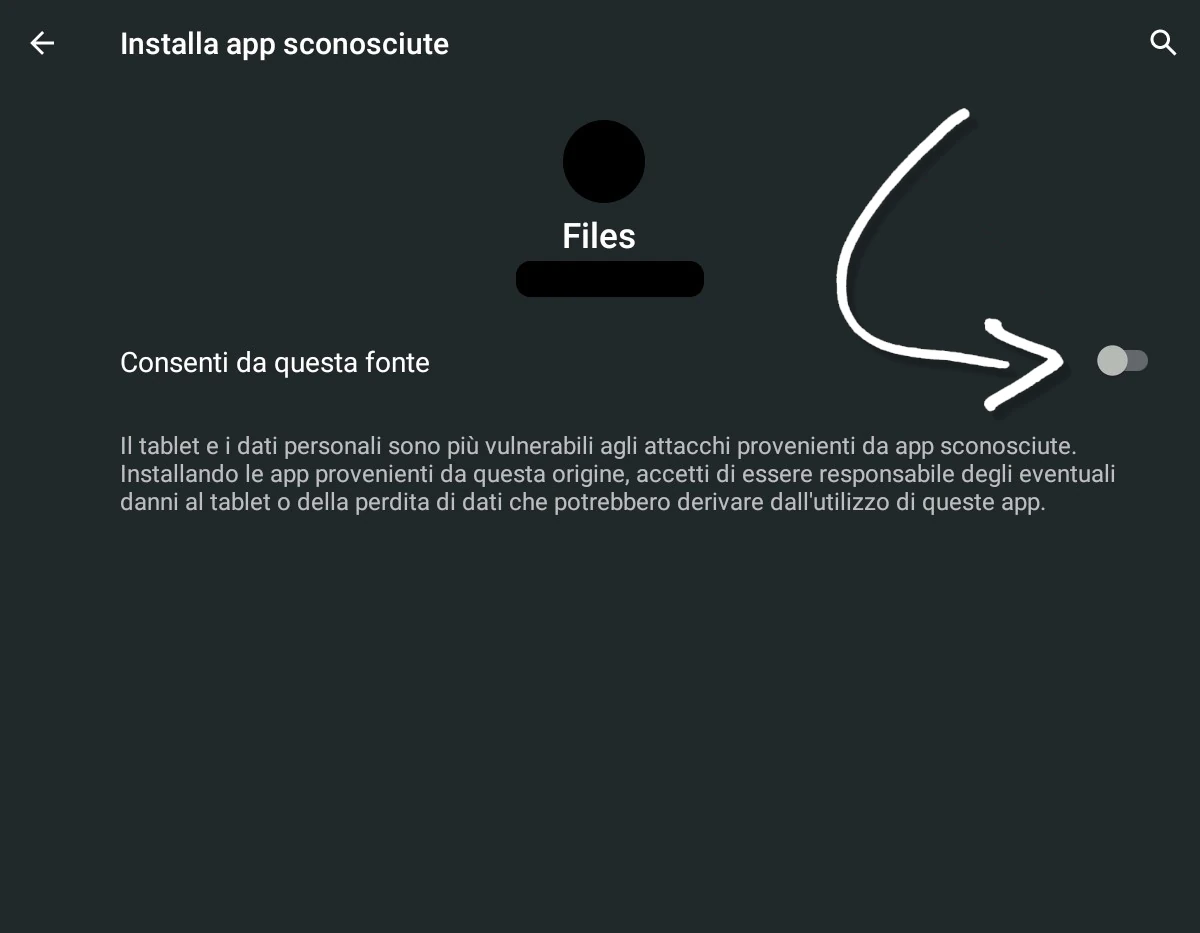 Installa app sconosciute
Files
Consenti da questa fonte
Il tablet e i dati personali sono più vulnerabili agli attacchi provenienti da app sconosciute.
Installando le app provenienti da questa origine, accetti di essere responsabile degli eventuali
danni al tablet o della perdita di dati che potrebbero derivare dall'utilizzo di queste app.